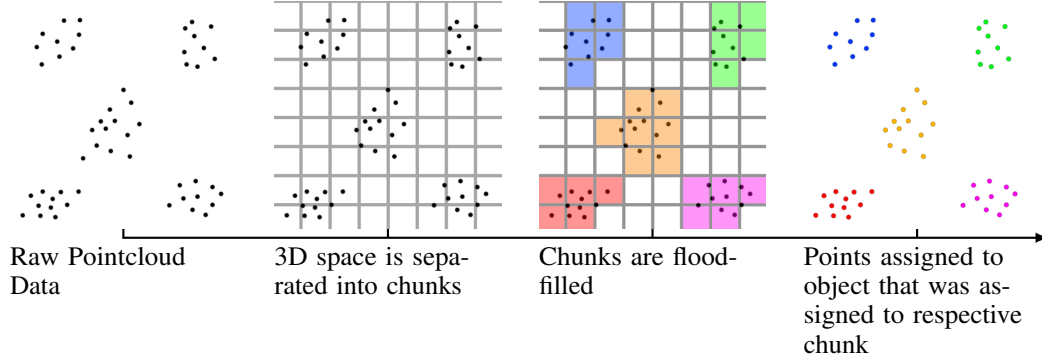 Raw Pointcloud
Data
3D space is sepa-
rated into chunks
Chunks are flood-
filled
Points assigned to
object that was as-
signed to respective
chunk